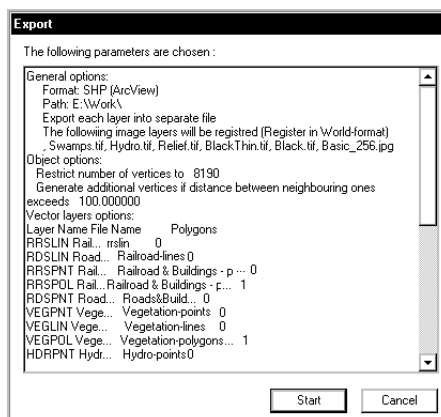 Export
The following parameters are chosen :
General options:
Format: SHP (ArcView)
Path: E:\Work\
Export each layer into separate file
The followiing image layers will be registred (Register in World-format)
, Swamps.tif, Hydro.tif, Relief.tif, BlackThin.tif, Black.tif, Basic_256.jpg
Object options:
Restrict number of vertices to 8190
Generate additional vertices if distance between neighbouring ones
exceeds 100.000000
Vector layers options:
Layer Name File Name Polygons
RRSLIN Rail... rrslin 0
RDSLIN Road... Railroad-lines 0
RRSPNT Rail... Railroad & Buildings - p ... 0
RRSPOL Rail... Railroad & Buildings - p... 1
RDSPNT Road... Roads&Build... 0
VEGPNT Vege... Vegetation-points 0
VEGLIN Vege... Vegetation-lines 0
VEGPOL Vege... Vegetation-polygons... 1
HDRPNT Hydr... Hydro-points 0
Start Cancel